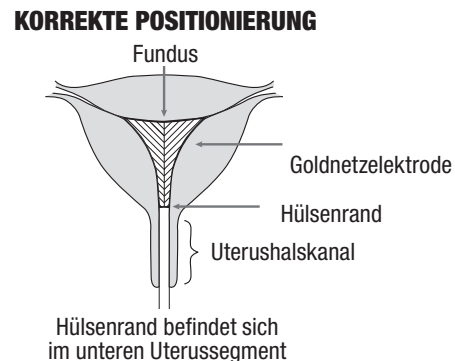 KORREKTE POSITIONIERUNG
Fundus
Goldnetzelektrode
Hülsenrand
Uterushalskanal
Hülsenrand befindet sich
im unteren Uterussegment